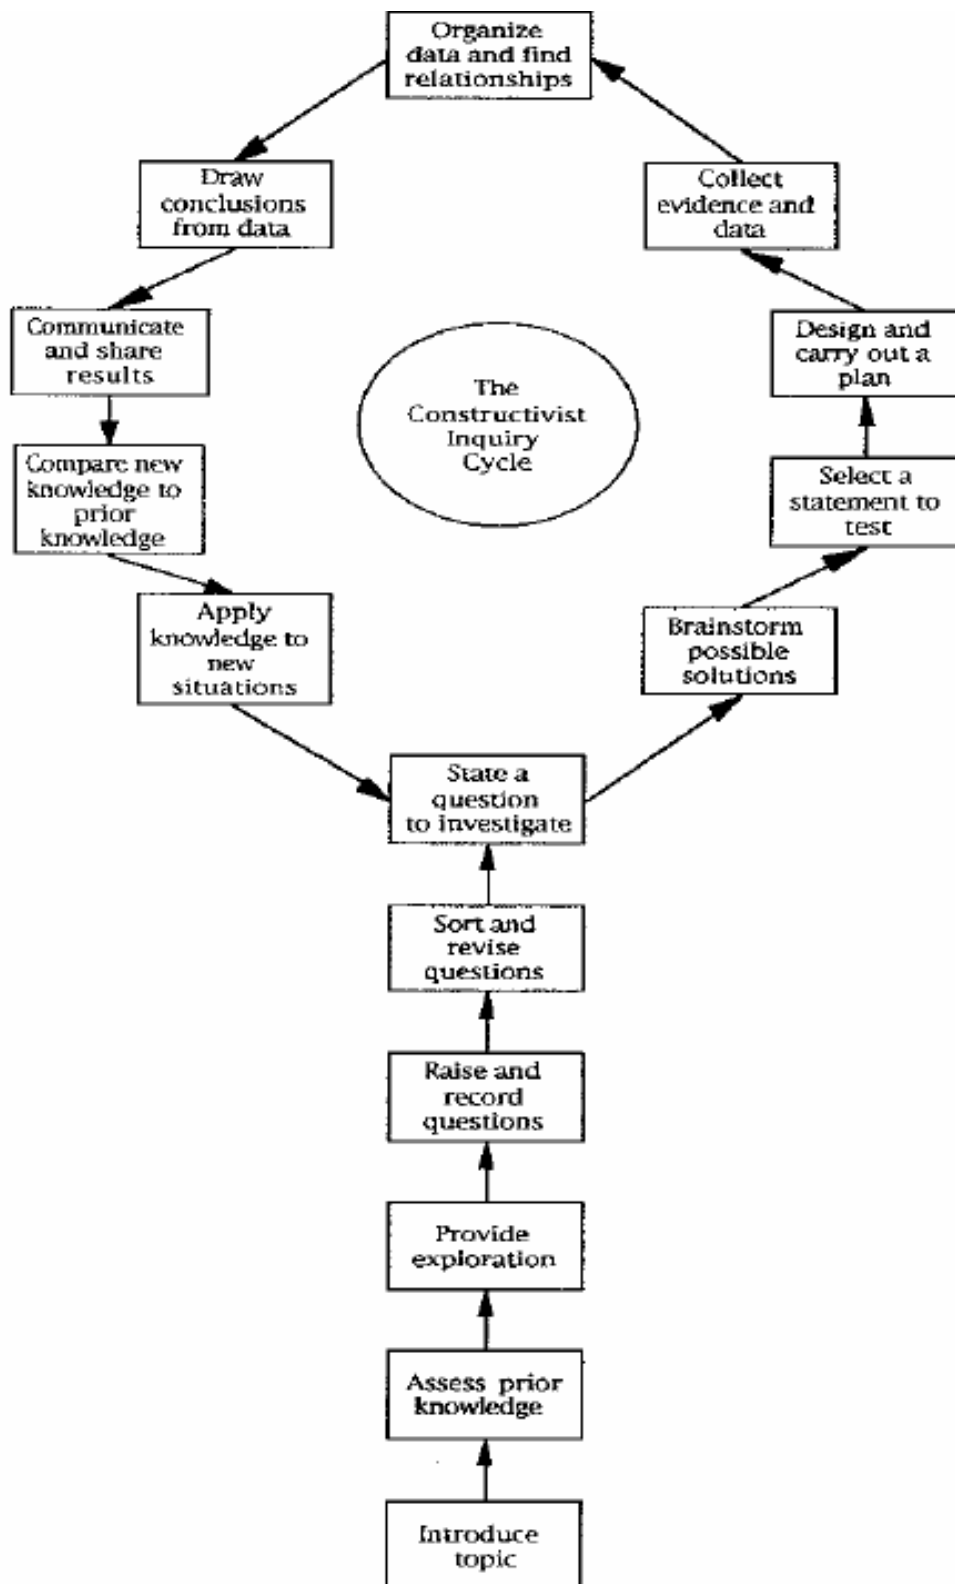 Organize
data and find
relationships
Draw
conclusions
from data
Collect
evidence and
data
Communicate
and share
results
The
Constructivist
Inquiry
Cycle
Design and
carry out a
plan
Compare new
knowledge to
prior
knowledge
Select a
statement to
test
Apply
knowledge to
new
situations
Brainstorm
possible
solutions
State a
question
to investigate
Sort and
revise
questions
Raise and
record
questions
Provide
exploration
Assess prior
knowledge
Introduce
topic